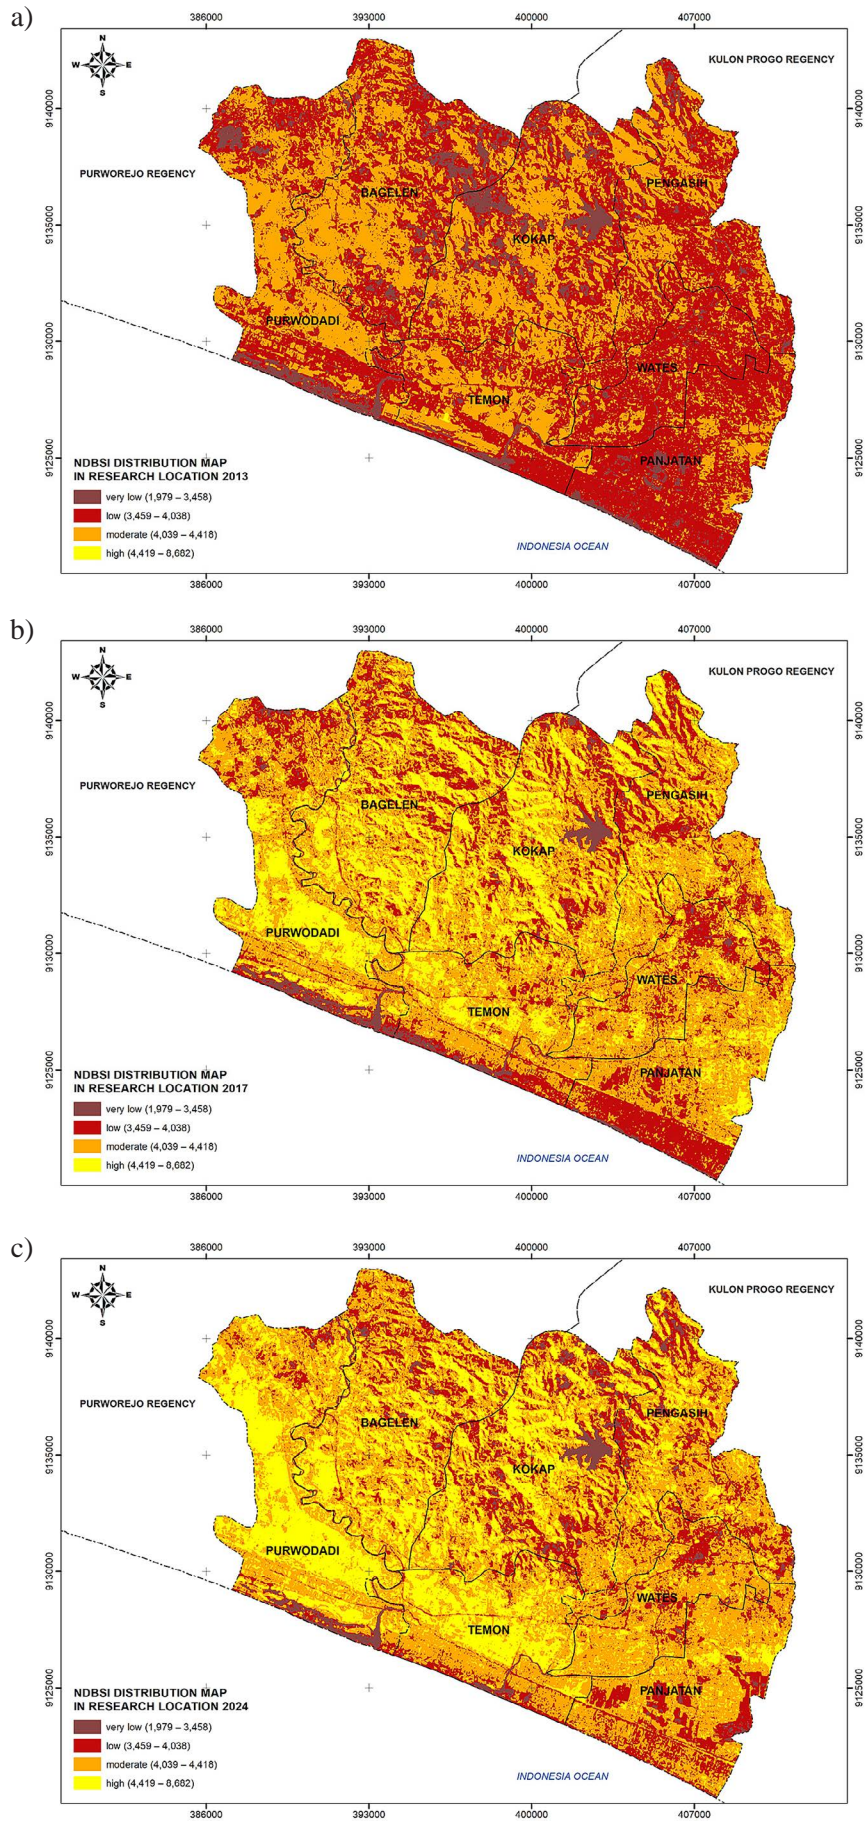 a)
386000 393000 400000 407000
N
W E
S
KULON PROGO REGENCY
9140000 9140000
PURWOREJO REGENCY
PENGASIH
BAGELEN
9135000 9135000
KOKAP
PURWODADI
9130000 9130000
WATES
TEMON
9125000 9125000
PANJATAN
NDBSI DISTRIBUTION MAP
IN RESEARCH LOCATION 2013
very low (1,979 – 3,458)
low (3,459 – 4,038)
moderate (4,039 – 4,418)
high (4,419 – 8,682)
INDONESIA OCEAN
386000 393000 400000 407000
b)
386000 393000 400000 407000
N
W E
S
KULON PROGO REGENCY
9140000 9140000
PURWOREJO REGENCY
PENGASIH
BAGELEN
9135000 9135000
KOKAP
PURWODADI
9130000 9130000
WATES
TEMON
9125000 9125000
PANJATAN
NDBSI DISTRIBUTION MAP
IN RESEARCH LOCATION 2017
very low (1,979 – 3,458)
low (3,459 – 4,038)
moderate (4,039 – 4,418)
high (4,419 – 8,682)
INDONESIA OCEAN
386000 393000 400000 407000
c)
386000 393000 400000 407000
N
W E
S
KULON PROGO REGENCY
9140000 9140000
PURWOREJO REGENCY
PENGASIH
BAGELEN
9135000 9135000
KOKAP
PURWODADI
9130000 9130000
WATES
TEMON
9125000 9125000
PANJATAN
NDBSI DISTRIBUTION MAP
IN RESEARCH LOCATION 2024
very low (1,979 – 3,458)
low (3,459 – 4,038)
moderate (4,039 – 4,418)
high (4,419 – 8,682)
INDONESIA OCEAN
386000 393000 400000 407000